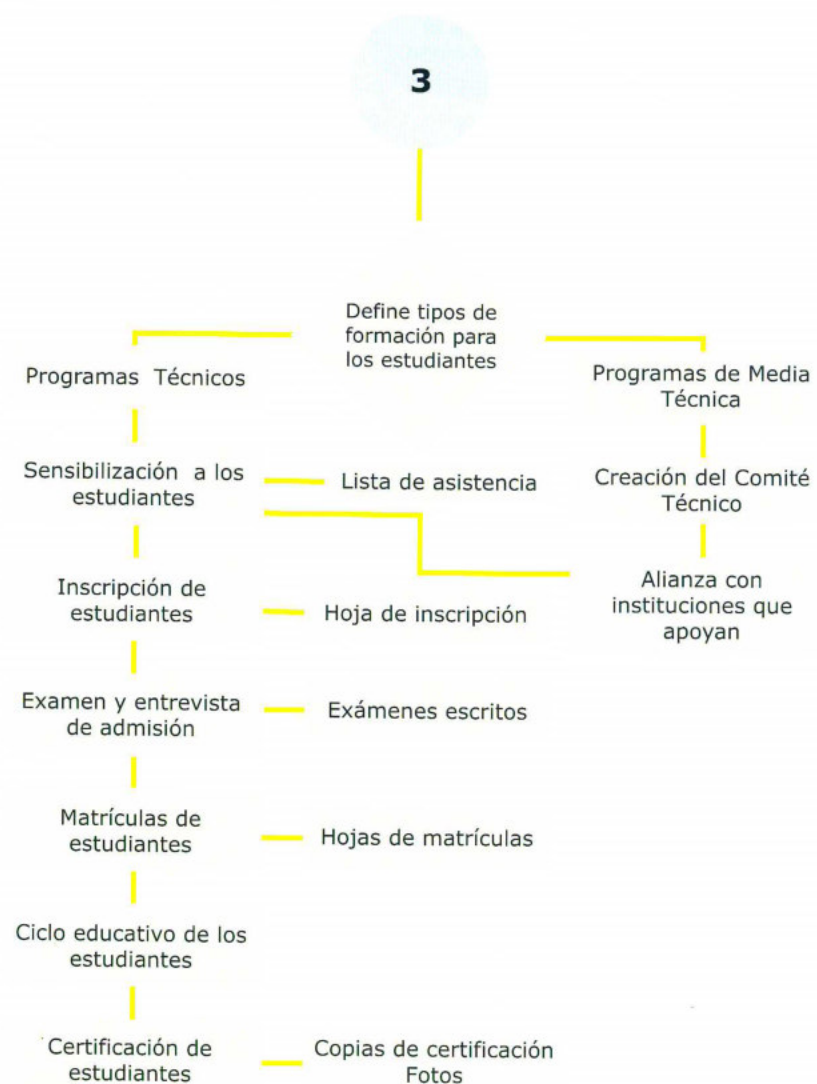 3
Define tipos de
formación para
los estudiantes
Programas Técnicos
Programas de Media
Técnica
Sensibilización a los
estudiantes
Lista de asistencia
Creación del Comité
Técnico
Inscripción de
estudiantes
Hoja de inscripción
Alianza con
instituciones que
apoyan
Examen y entrevista
de admisión
Exámenes escritos
Matrículas de
estudiantes
Hojas de matrículas
Ciclo educativo de los
estudiantes
Certificación de
estudiantes
Copias de certificación
Fotos